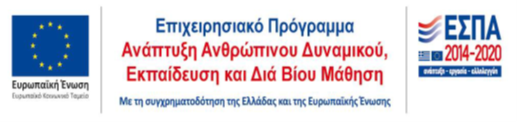 Ευρωπαϊκή Ένωση
Ευρωπαϊκό Κοινωνικό Ταμείο
Επιχειρησιακό Πρόγραμμα
Ανάπτυξη Ανθρώπινου Δυναμικού,
Εκπαίδευση και Διά Βίου Μάθηση
Με τη συγχρηματοδότηση της Ελλάδας και της Ευρωπαϊκής Ένωσης
ΕΣΠΑ
2014-2020
ανάπτυξη - εργασία - αλληλεγγύη